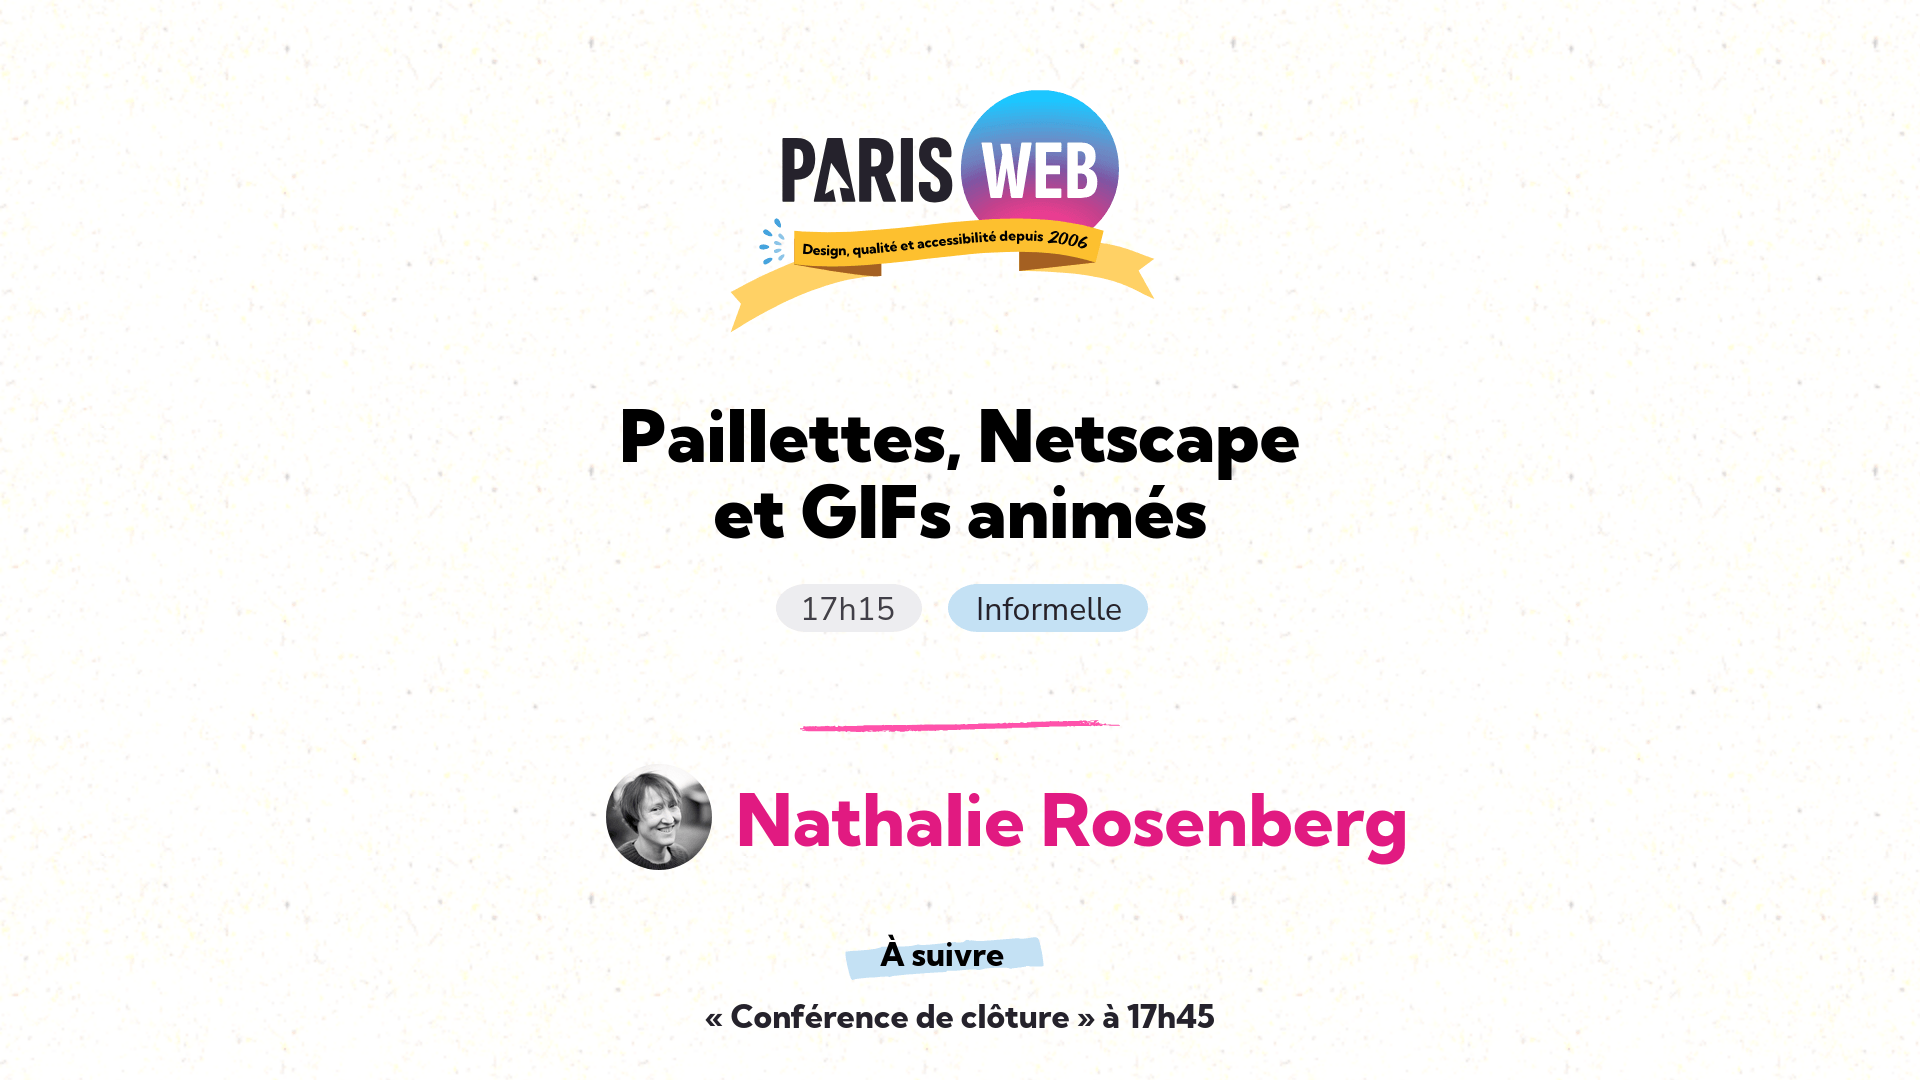 PARIS WEB
Design, qualité et accessibilité depuis 2006
Paillettes, Netscape
et GIFs animés
17h15
Informelle
Nathalie Rosenberg
À suivre
« Conférence de clôture » à 17h45